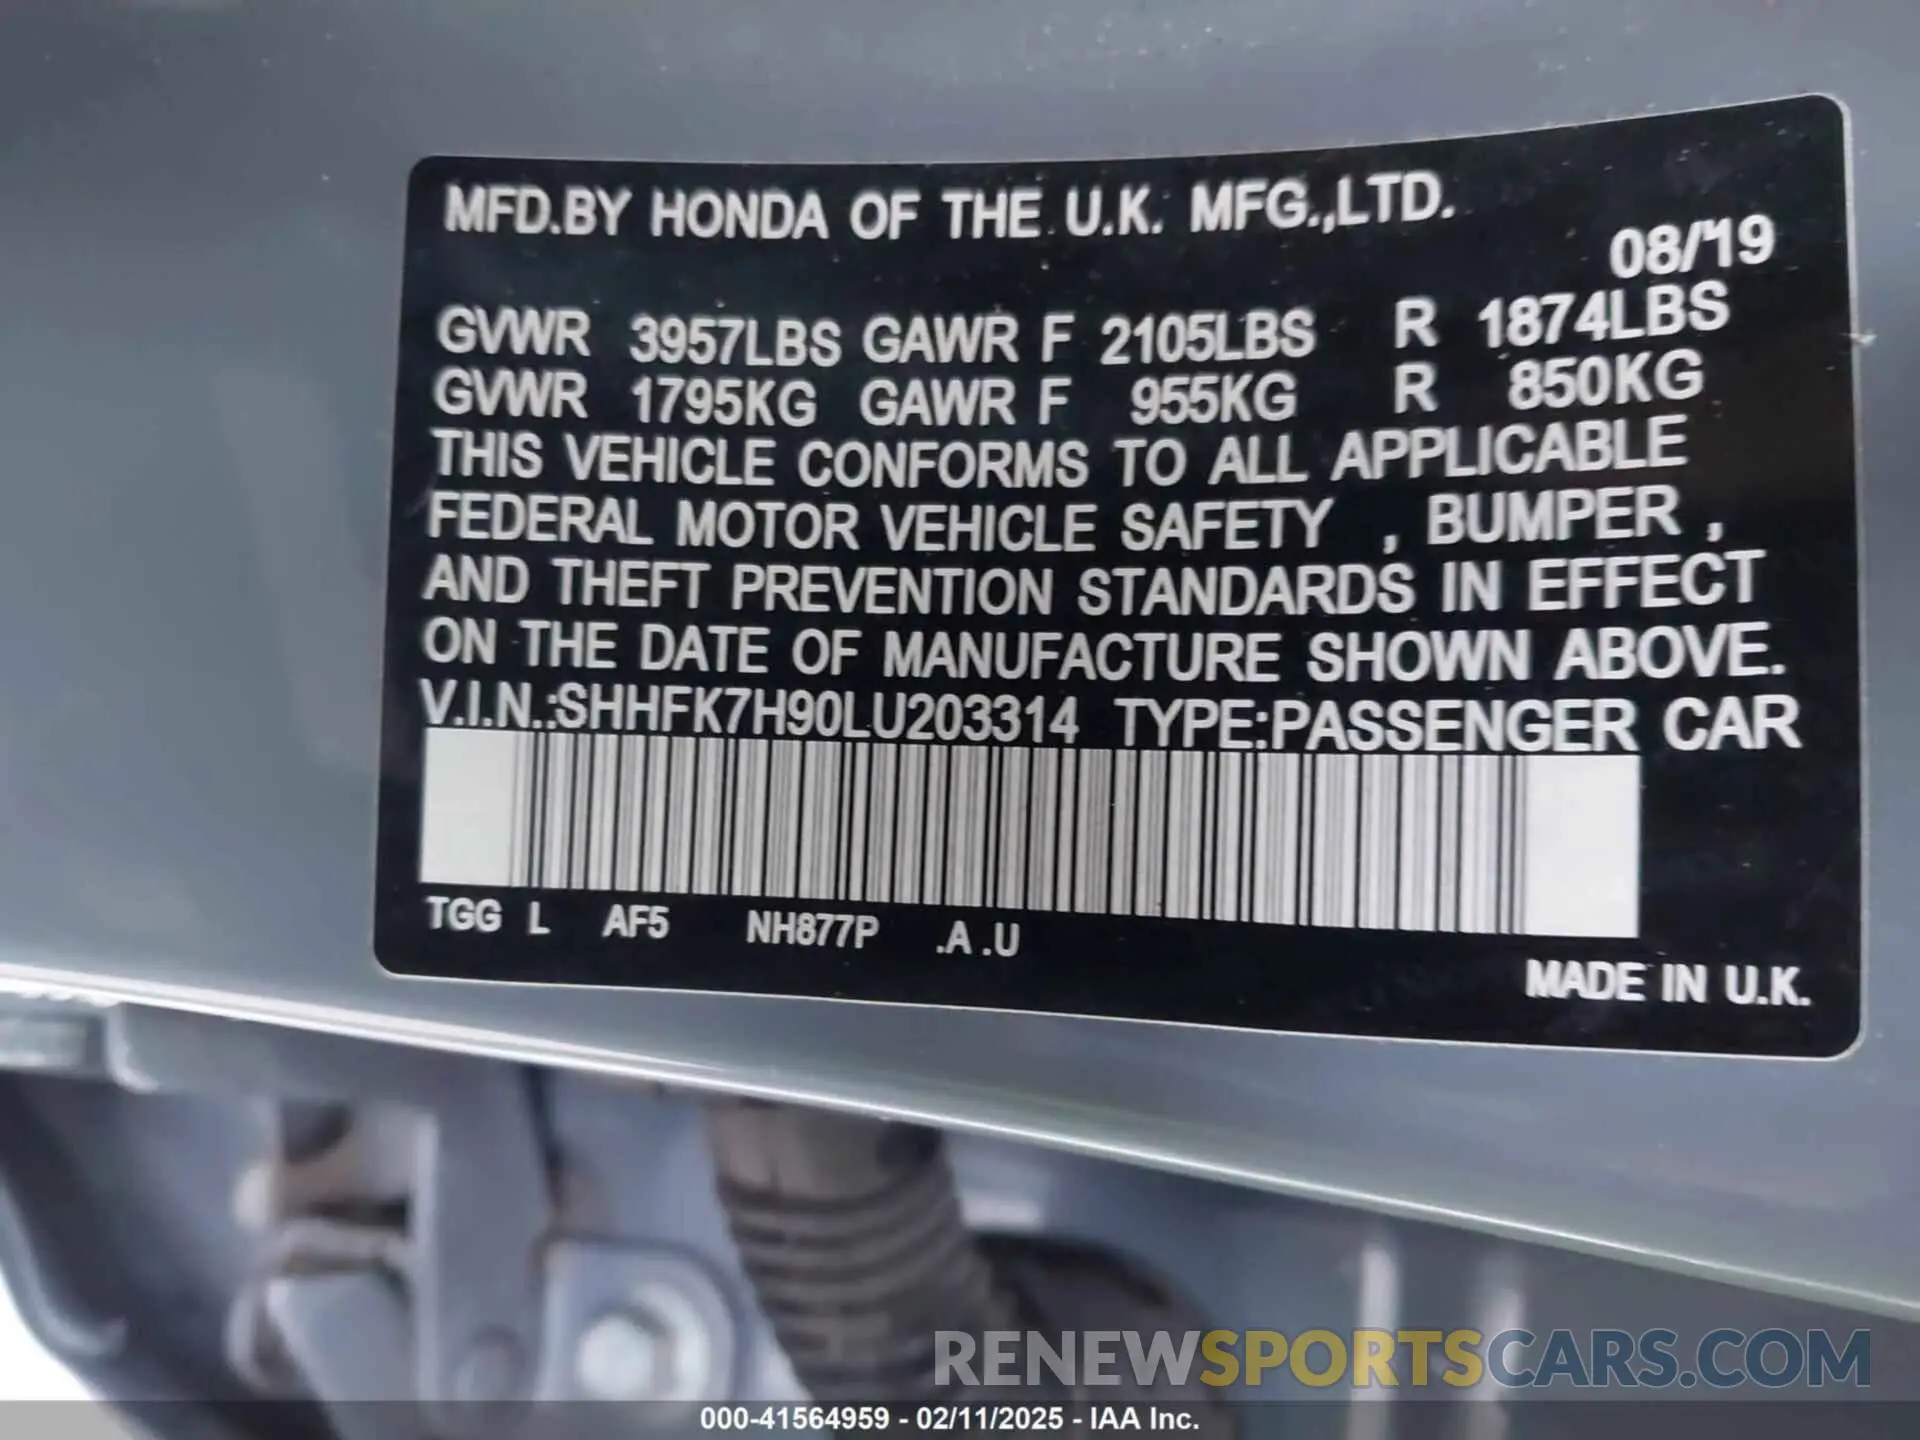 MFD.BY HONDA OF THE U.K. MFG.,LTD.
08/19
GVWR 3957LBS GAWR F 2105LBS R 1874LBS
GVWR 1795KG GAWR F 955KG R 850KG
THIS VEHICLE CONFORMS TO ALL APPLICABLE
FEDERAL MOTOR VEHICLE SAFETY , BUMPER ,
AND THEFT PREVENTION STANDARDS IN EFFECT
ON THE DATE OF MANUFACTURE SHOWN ABOVE.
V.I.N.:SHHFK7H90LU203314 TYPE:PASSENGER CAR
TGG L AF5 NH877P .A .U
MADE IN U.K.
RENEWSPORTSCARS.COM
000-41564959 - 02/11/2025 - IAA Inc.